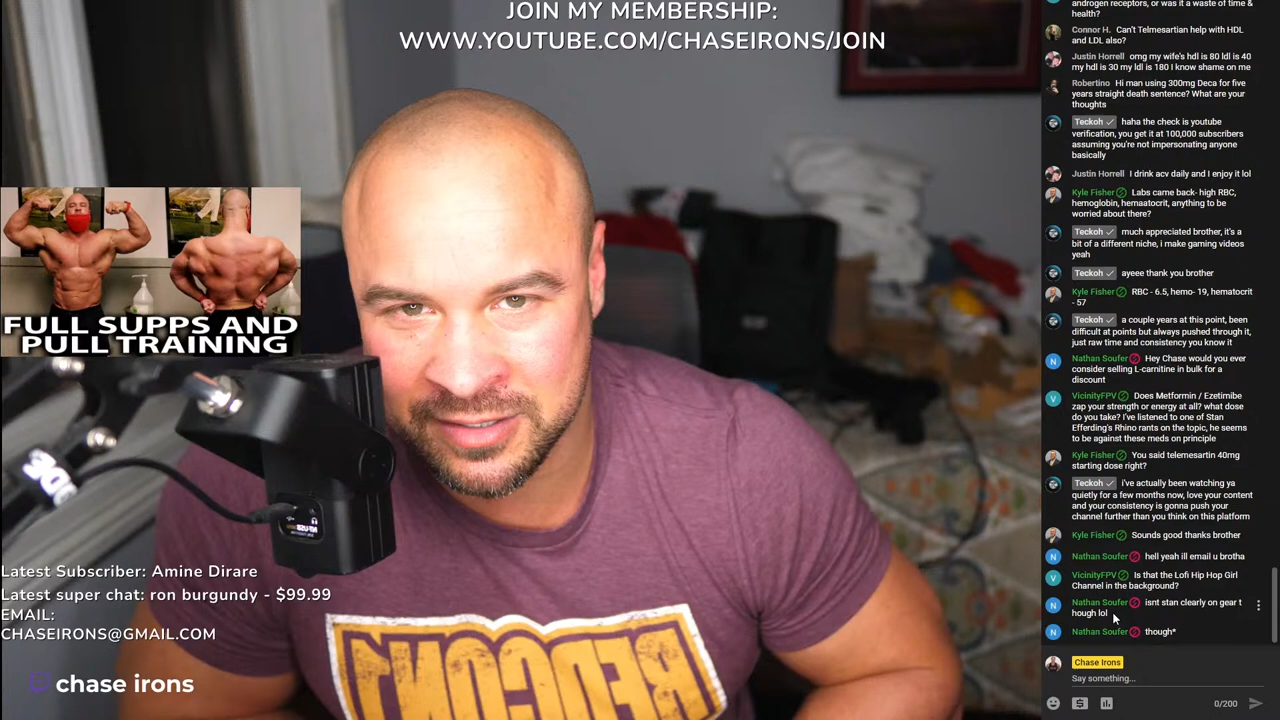 JOIN MY MEMBERSHIP:
WWW.YOUTUBE.COM/CHASEIRONS/JOIN
FULL SUPPS AND
PULL TRAINING
Latest Subscriber: Amine Dirare
Latest super chat: ron burgundy - $99.99
EMAIL:
CHASEIRONS@GMAIL.COM
chase irons
REDCON
androgen receptors, or was it a waste of time &
health?
Connor H. Can't Telmesartian help with HDL
and LDL also?
Justin Horrell omg my wife's hdl is 80 ldl is 40
my hdl is 30 my ldl is 180 I know shame on me
Robertino Hi man using 300mg Deca for five
years straight death sentence? What are your
thoughts
Teckoh haha the check is youtube
verification, you get it at 100,000 subscribers
assuming you're not impersonating anyone
basically
Justin Horrell I drink acv daily and I enjoy it lol
Kyle Fisher Labs came back- high RBC,
hemoglobin, hemaatocrit, anything to be
worried about there?
Teckoh much appreciated brother, it's a
bit of a different niche, i make gaming videos
yeah
Teckoh ayeee thank you brother
Kyle Fisher RBC - 6.5, hemo- 19, hematocrit
- 57
Teckoh a couple years at this point, been
difficult at points but always pushed through it,
just raw time and consistency you know it
N Nathan Soufer Hey Chase would you ever
consider selling L-carnitine in bulk for a
discount
V VicinityFPV Does Metformin / Ezetimibe
zap your strength or energy at all? what dose
do you take? I've listened to one of Stan
Efferding's Rhino rants on the topic, he seems
to be against these meds on principle
Kyle Fisher You said telemesartin 40mg
starting dose right?
Teckoh i've actually been watching ya
quietly for a few months now, love your content
and your consistency is gonna push your
channel further than you think on this platform
Kyle Fisher Sounds good thanks brother
N Nathan Soufer hell yeah ill email u brotha
V VicinityFPV Is that the Lofi Hip Hop Girl
Channel in the background?
N Nathan Soufer isnt stan clearly on gear t
hough lol
N Nathan Soufer though*
Chase Irons
Say something...
0/200